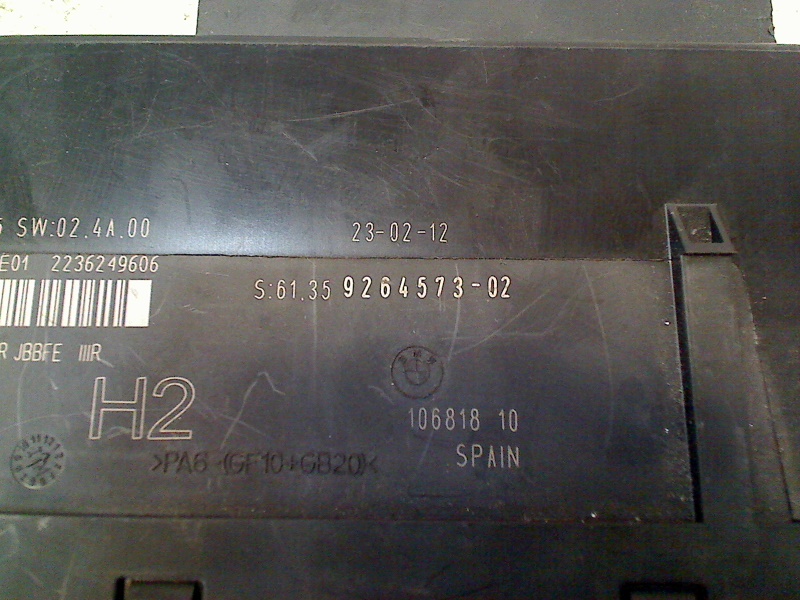 SW:02.4A.00 23-02-12
E01 2236249606
S:61.35 9264573-02
R JBBFE IIIR
BMW
H2
106818 10
>PA6-(GF10+GB20)<
SPAIN